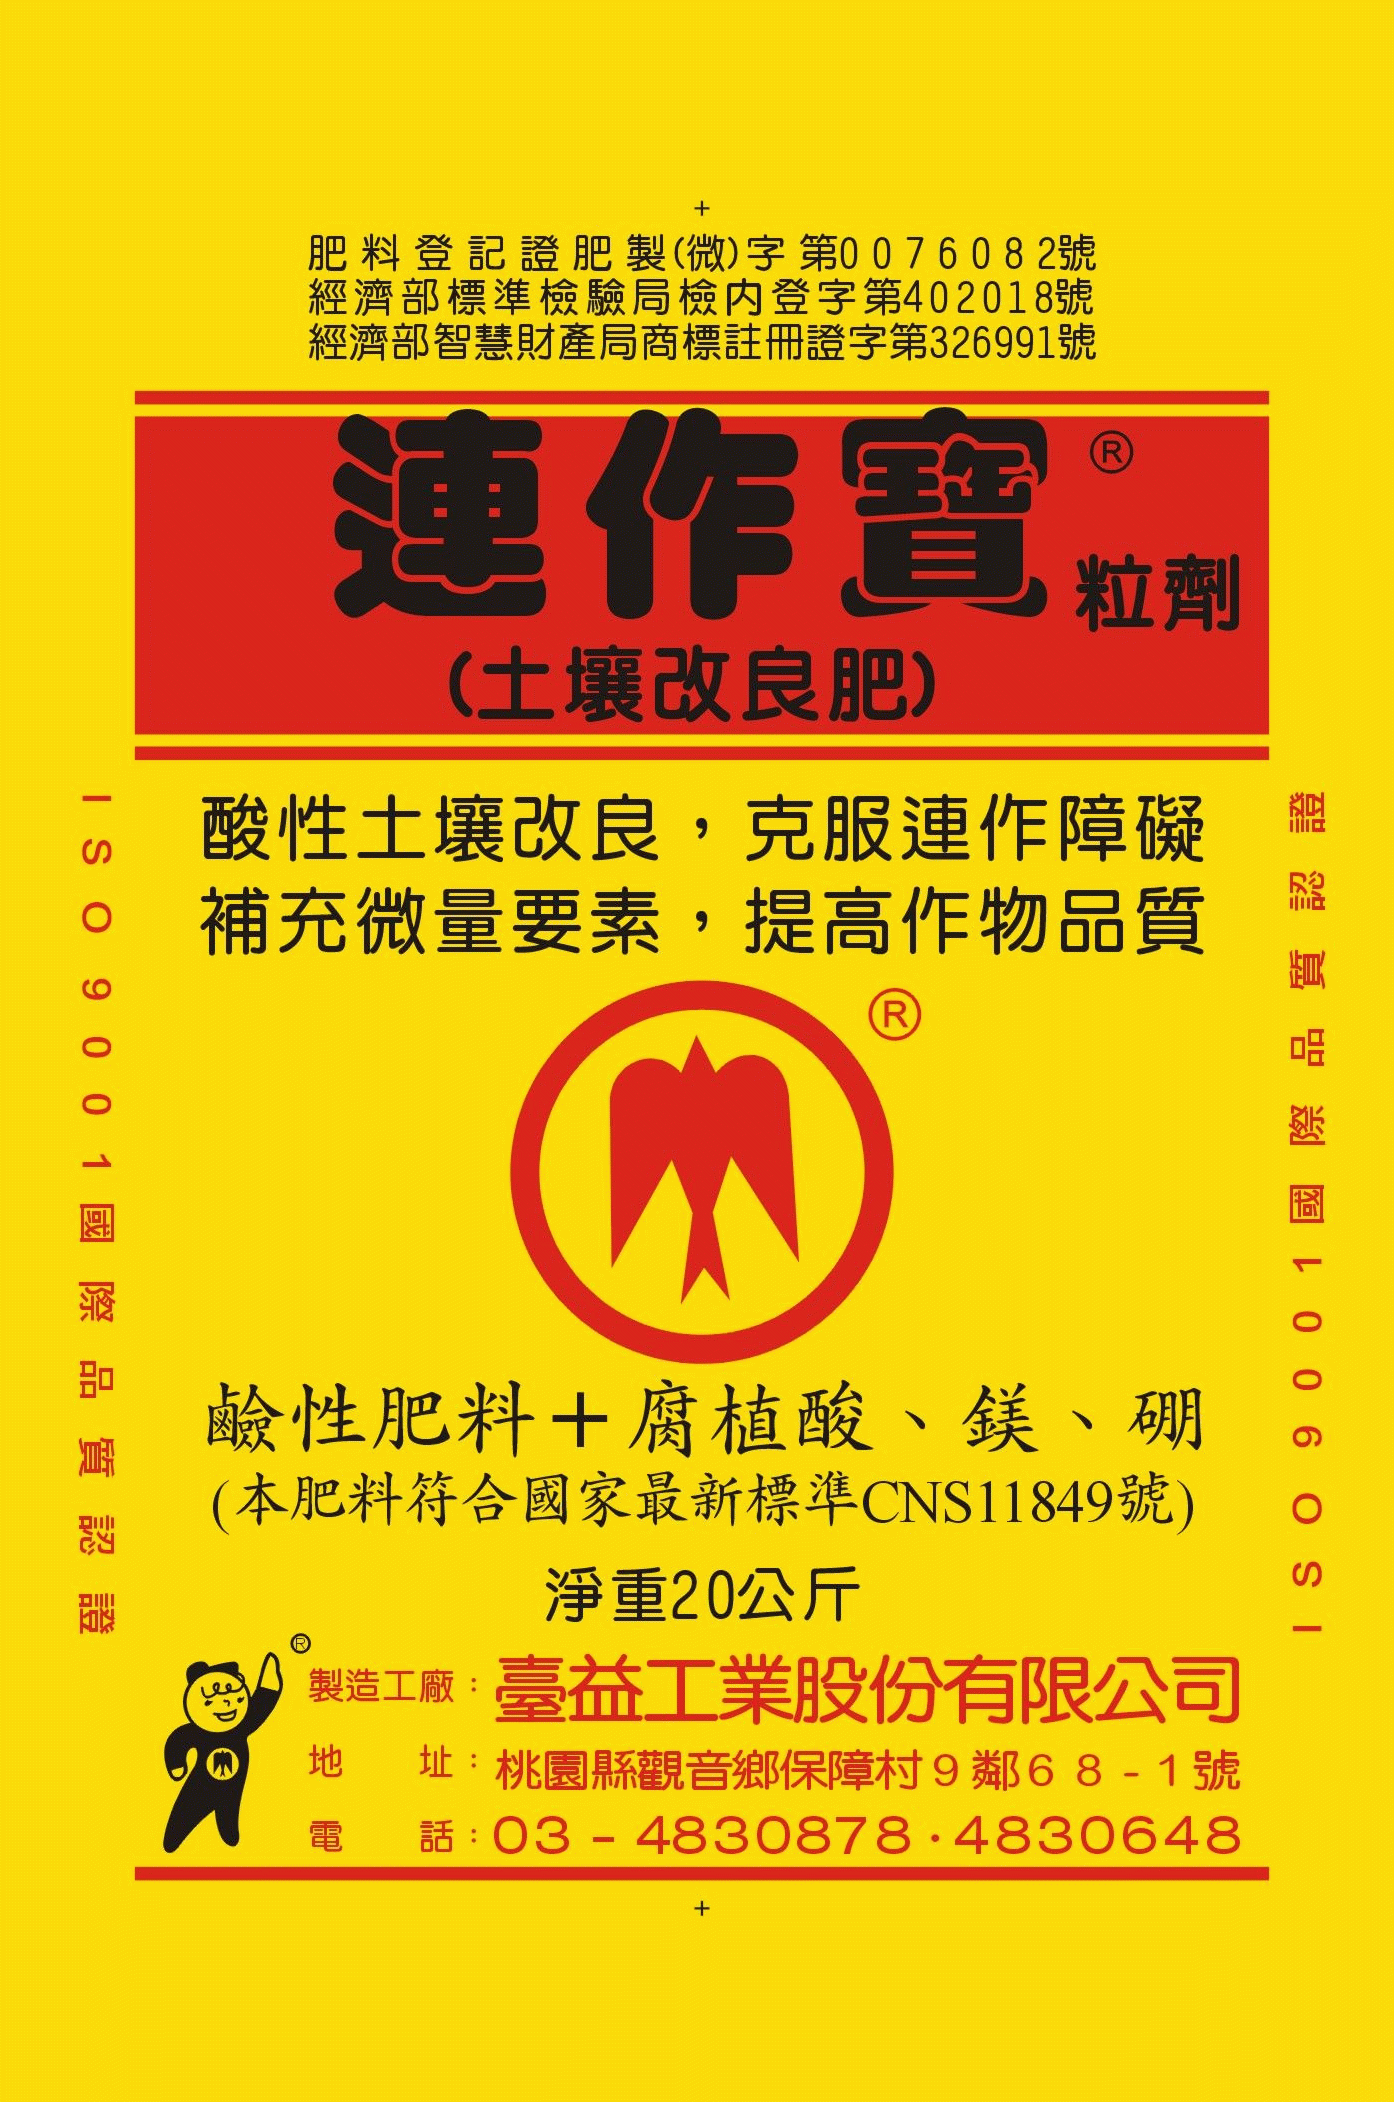 肥料登記證肥製(微)字第0076082號
經濟部標準檢驗局檢内登字第402018號
經濟部智慧財產局商標註冊證字第326991號
連作寶®
粒劑
(土壤改良肥)
酸性土壤改良，克服連作障礙
補充微量要素，提高作物品質
®
ISO9001國際品質認證
ISO9001國際品質認證
鹼性肥料＋腐植酸、鎂、硼
(本肥料符合國家最新標準CNS11849號)
淨重20公斤
®
製造工廠：臺益工業股份有限公司
地址：桃園縣觀音鄉保障村9鄰68-1號
電話：03-4830878·4830648